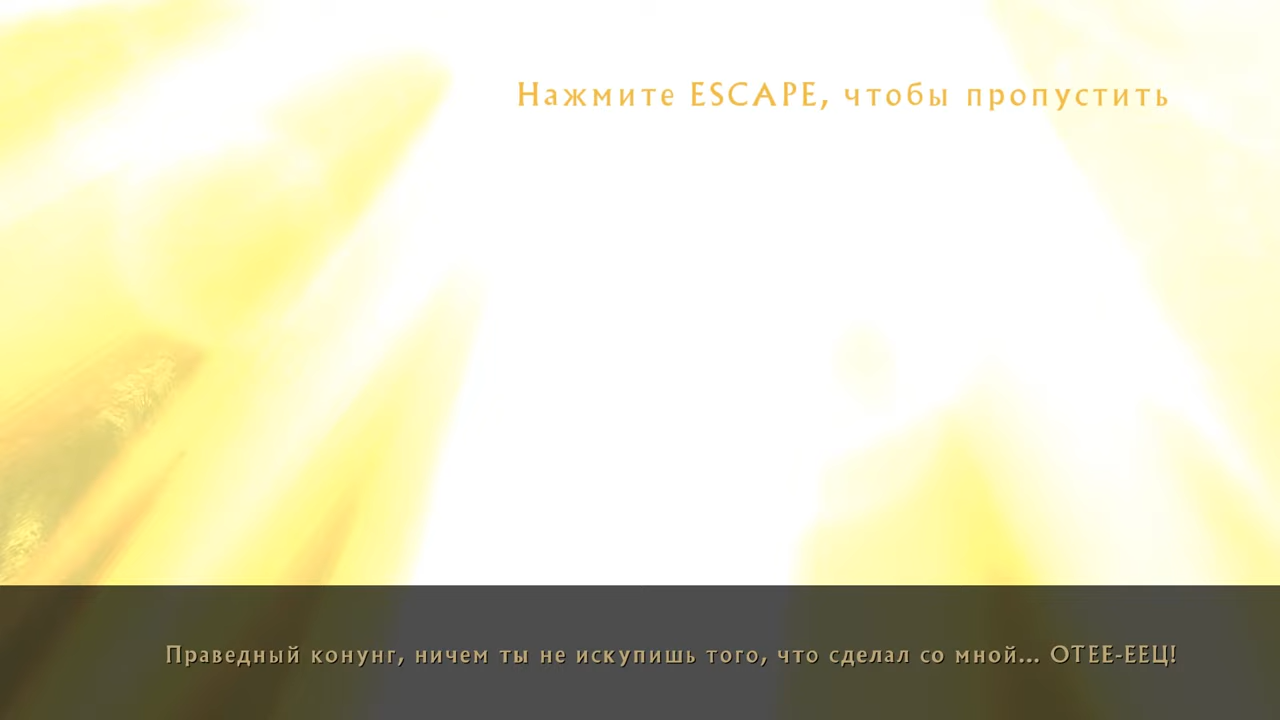 Нажмите ESCAPE, чтобы пропустить
Праведный конунг, ничем ты не искупишь того, что сделал со мной... ОТЕЕ-ЕЕЦ!